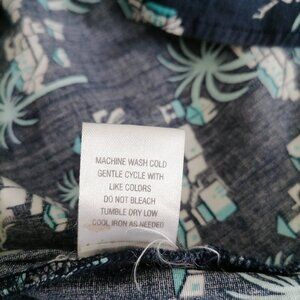 MACHINE WASH COLD
GENTLE CYCLE WITH
LIKE COLORS
DO NOT BLEACH
TUMBLE DRY LOW
COOL IRON AS NEEDED